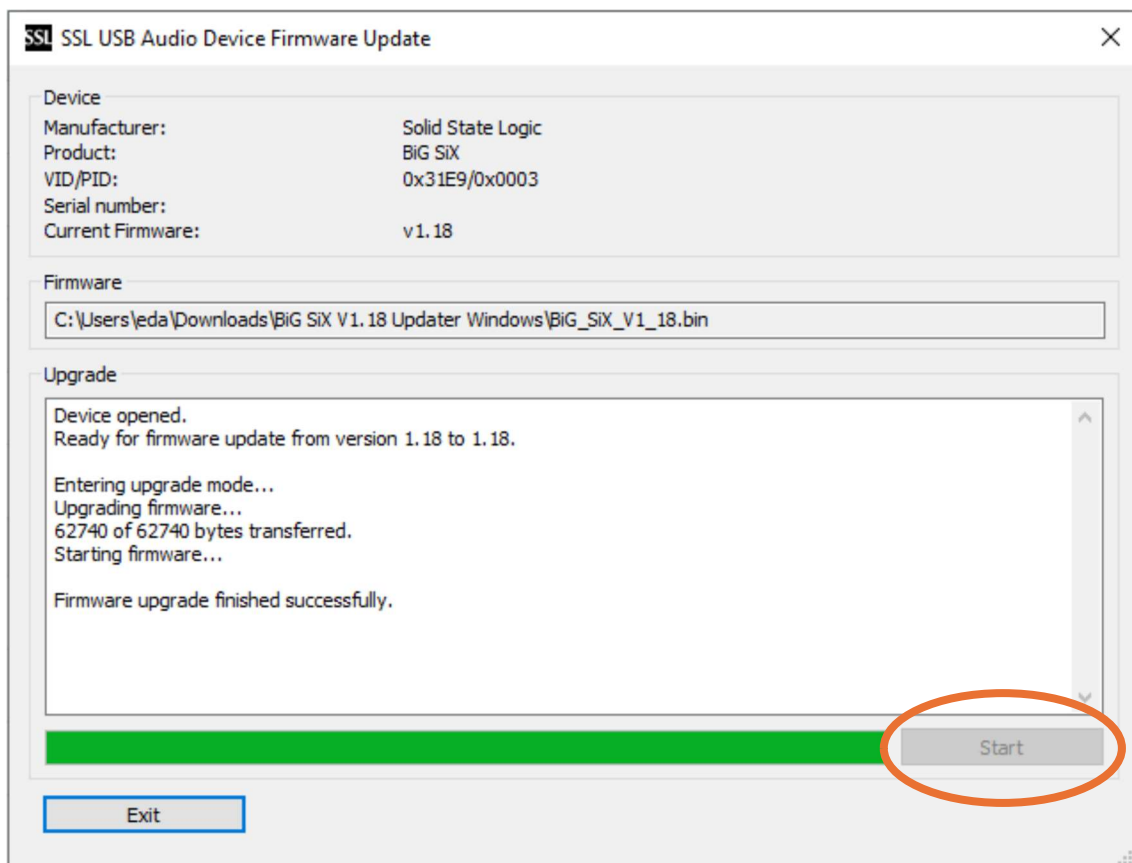 SSL SSL USB Audio Device Firmware Update
Device
Manufacturer: Solid State Logic
Product: BiG SiX
VID/PID: 0x31E9/0x0003
Serial number:
Current Firmware: v1.18
Firmware
C:\Users\eda\Downloads\BiG SiX V1.18 Updater Windows\BiG_SiX_V1_18.bin
Upgrade
Device opened.
Ready for firmware update from version 1.18 to 1.18.
Entering upgrade mode...
Upgrading firmware...
62740 of 62740 bytes transferred.
Starting firmware...
Firmware upgrade finished successfully.
Start
Exit